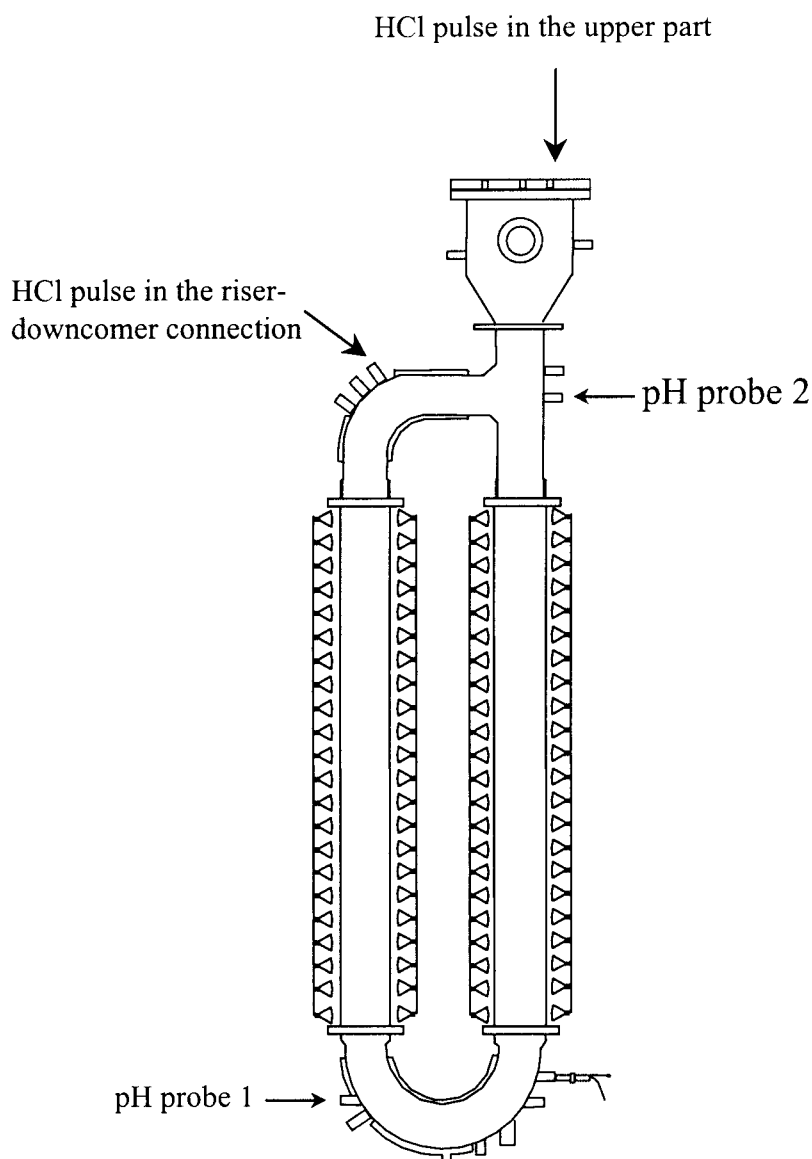 HCl pulse in the upper part
HCl pulse in the riser-
downcomer connection
pH probe 2
pH probe 1